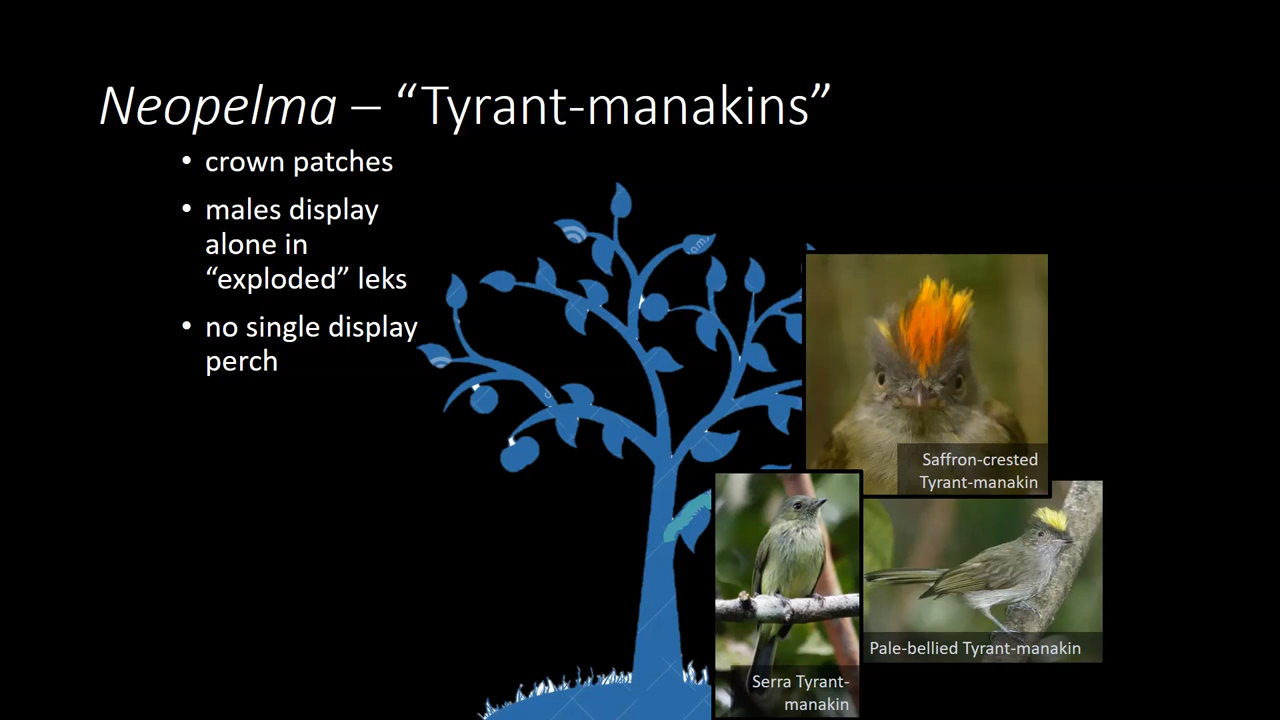 Neopelma – “Tyrant-manakins”
• crown patches
• males display
alone in
“exploded” leks
• no single display
perch
Saffron-crested
Tyrant-manakin
Pale-bellied Tyrant-manakin
Serra Tyrant-
manakin